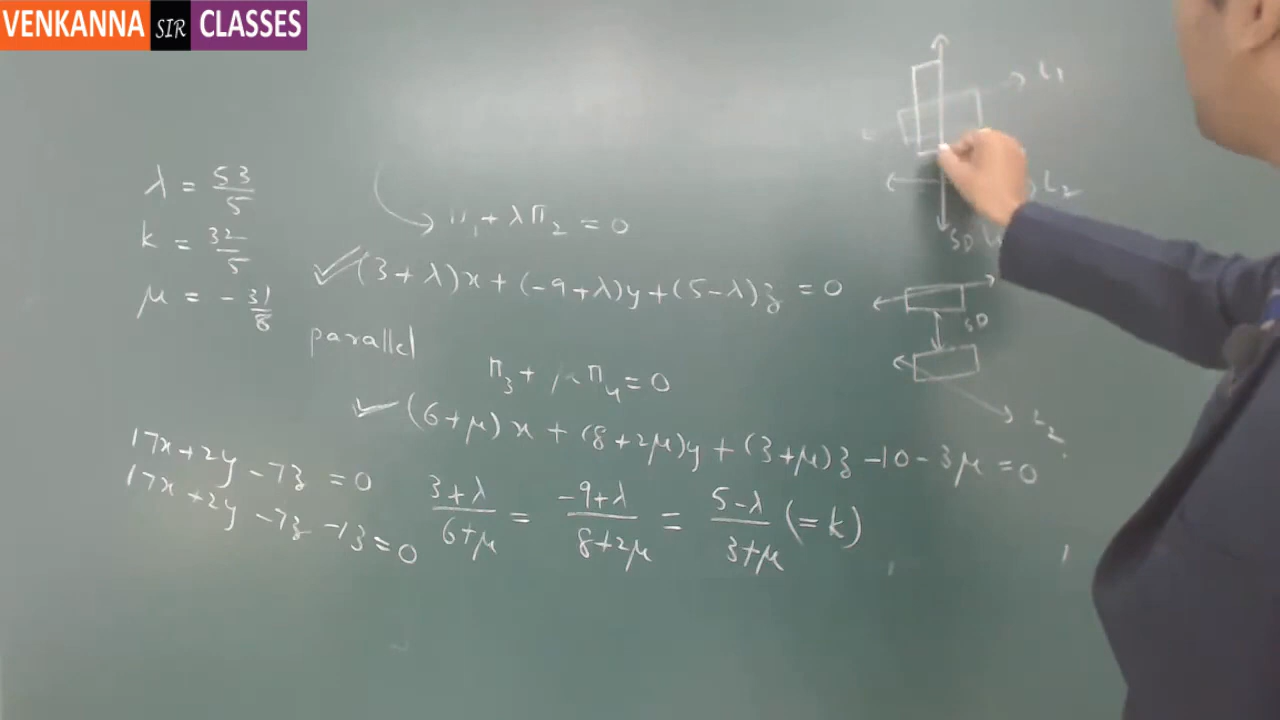 VENKANNA SIR CLASSES
λ = 53/5
k = 32/5
μ = - 31/8
Π₁ + λΠ₂ = 0
(3+λ)x + (-9+λ)y + (5-λ)z = 0
parallel
Π₃ + μΠ₄ = 0
(6+μ)x + (8+2μ)y + (3+μ)z - 10 - 3μ = 0
17x + 2y - 7z = 0
17x + 2y - 7z - 13 = 0
(3+λ)/(6+μ) = (-9+λ)/(8+2μ) = (5-λ)/(3+μ) (= k)
L₁
L₂
SD
SD
L₂